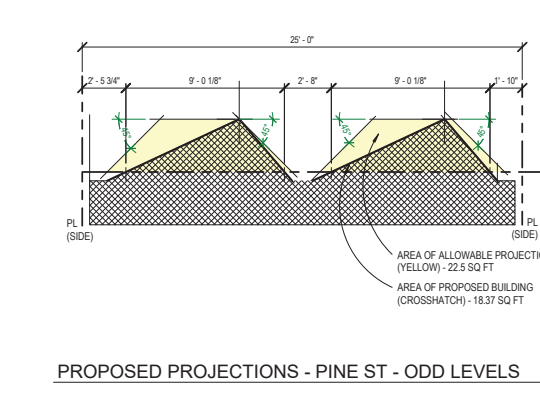 25' - 0"
2' - 5 3/4"
9' - 0 1/8"
2' - 8"
9' - 0 1/8"
1' - 10"
45°
45°
45°
45°
PL
(SIDE)
PL
(SIDE)
AREA OF ALLOWABLE PROJECTIO
(YELLOW) - 22.5 SQ FT
AREA OF PROPOSED BUILDING
(CROSSHATCH) - 18.37 SQ FT
PROPOSED PROJECTIONS - PINE ST - ODD LEVELS